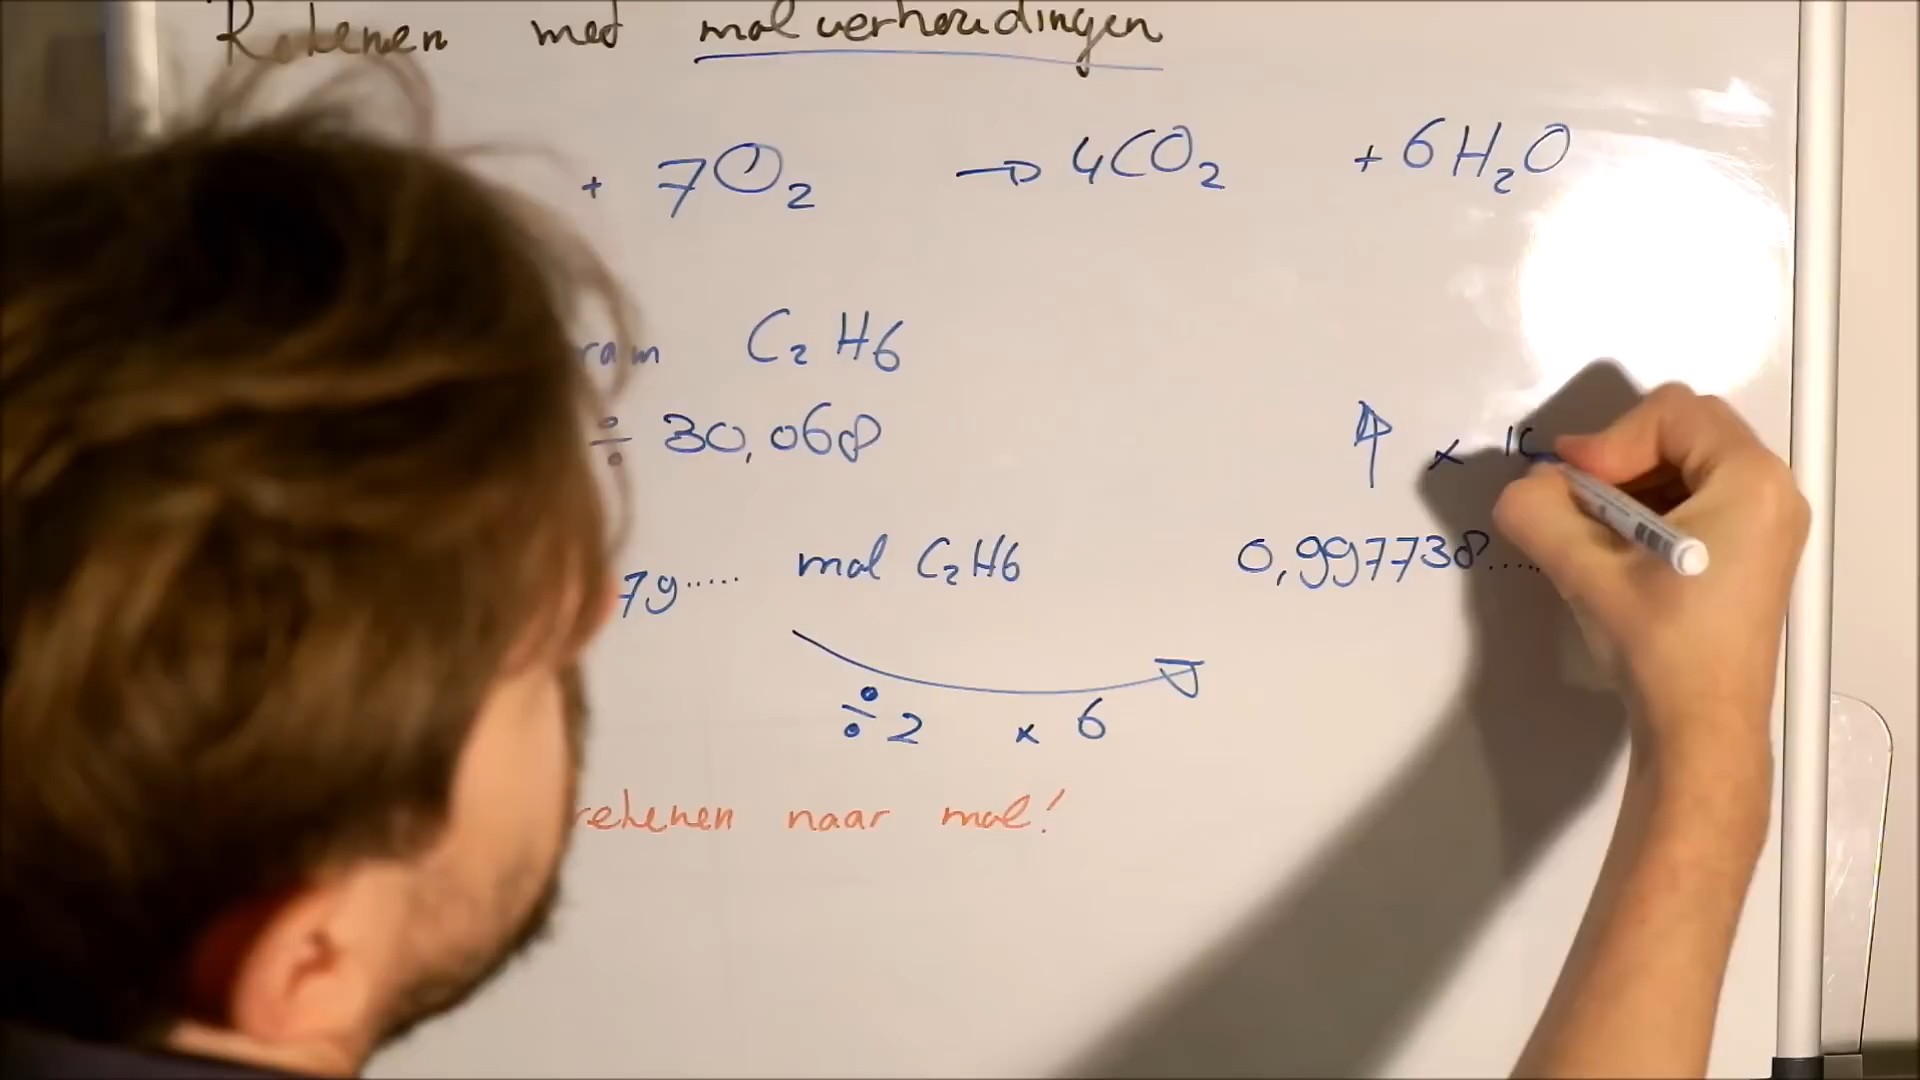 Rekenen met molverhoudingen
+ 7O₂ → 4CO₂ + 6H₂O
ram C₂H6
÷ 30,068 ↑ x 1
79..... mol C₂H6 0,997738.....
÷2 x 6
rekenen naar mol!